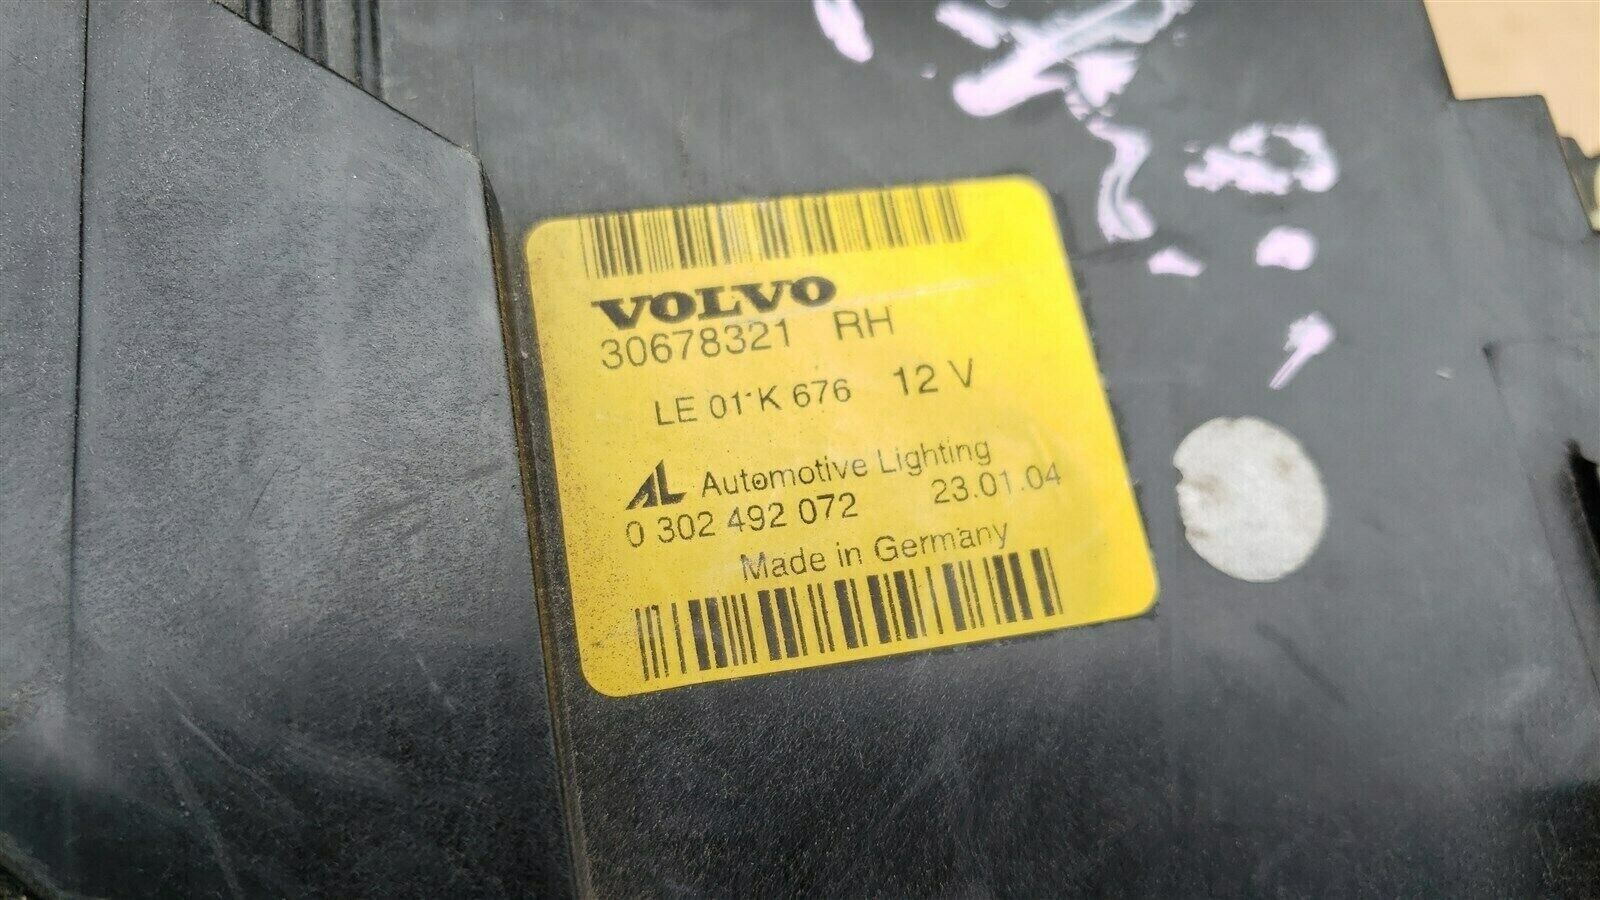 VOLVO
30678321 RH
LE 01 K 676 12 V
AL Automotive Lighting
0 302 492 072 23.01.04
Made in Germany